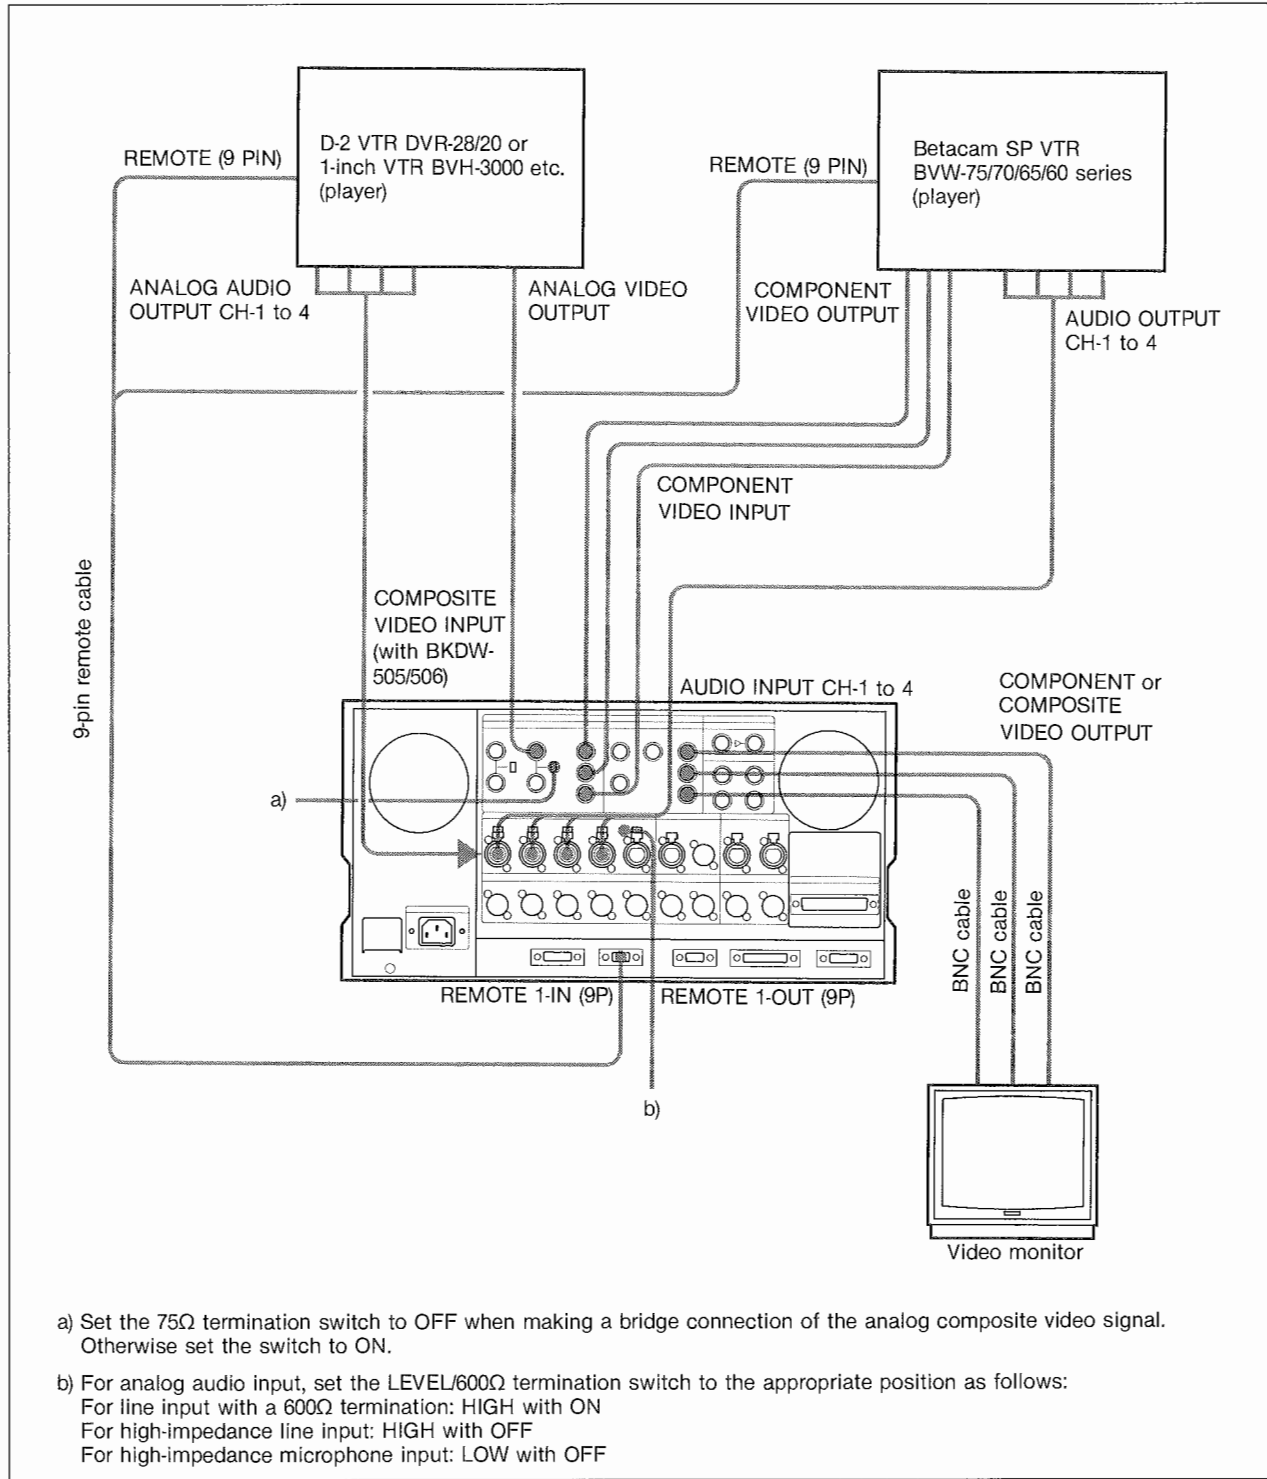 REMOTE (9 PIN)
D-2 VTR DVR-28/20 or
1-inch VTR BVH-3000 etc.
(player)
REMOTE (9 PIN)
Betacam SP VTR
BVW-75/70/65/60 series
(player)
ANALOG AUDIO
OUTPUT CH-1 to 4
ANALOG VIDEO
OUTPUT
COMPONENT
VIDEO OUTPUT
AUDIO OUTPUT
CH-1 to 4
COMPONENT
VIDEO INPUT
9-pin remote cable
COMPOSITE
VIDEO INPUT
(with BKDW-
505/506)
AUDIO INPUT CH-1 to 4
COMPONENT or
COMPOSITE
VIDEO OUTPUT
a)
BNC cable
BNC cable
BNC cable
REMOTE 1-IN (9P)
REMOTE 1-OUT (9P)
b)
Video monitor
a) Set the 75Ω termination switch to OFF when making a bridge connection of the analog composite video signal.
Otherwise set the switch to ON.
b) For analog audio input, set the LEVEL/600Ω termination switch to the appropriate position as follows:
For line input with a 600Ω termination: HIGH with ON
For high-impedance line input: HIGH with OFF
For high-impedance microphone input: LOW with OFF